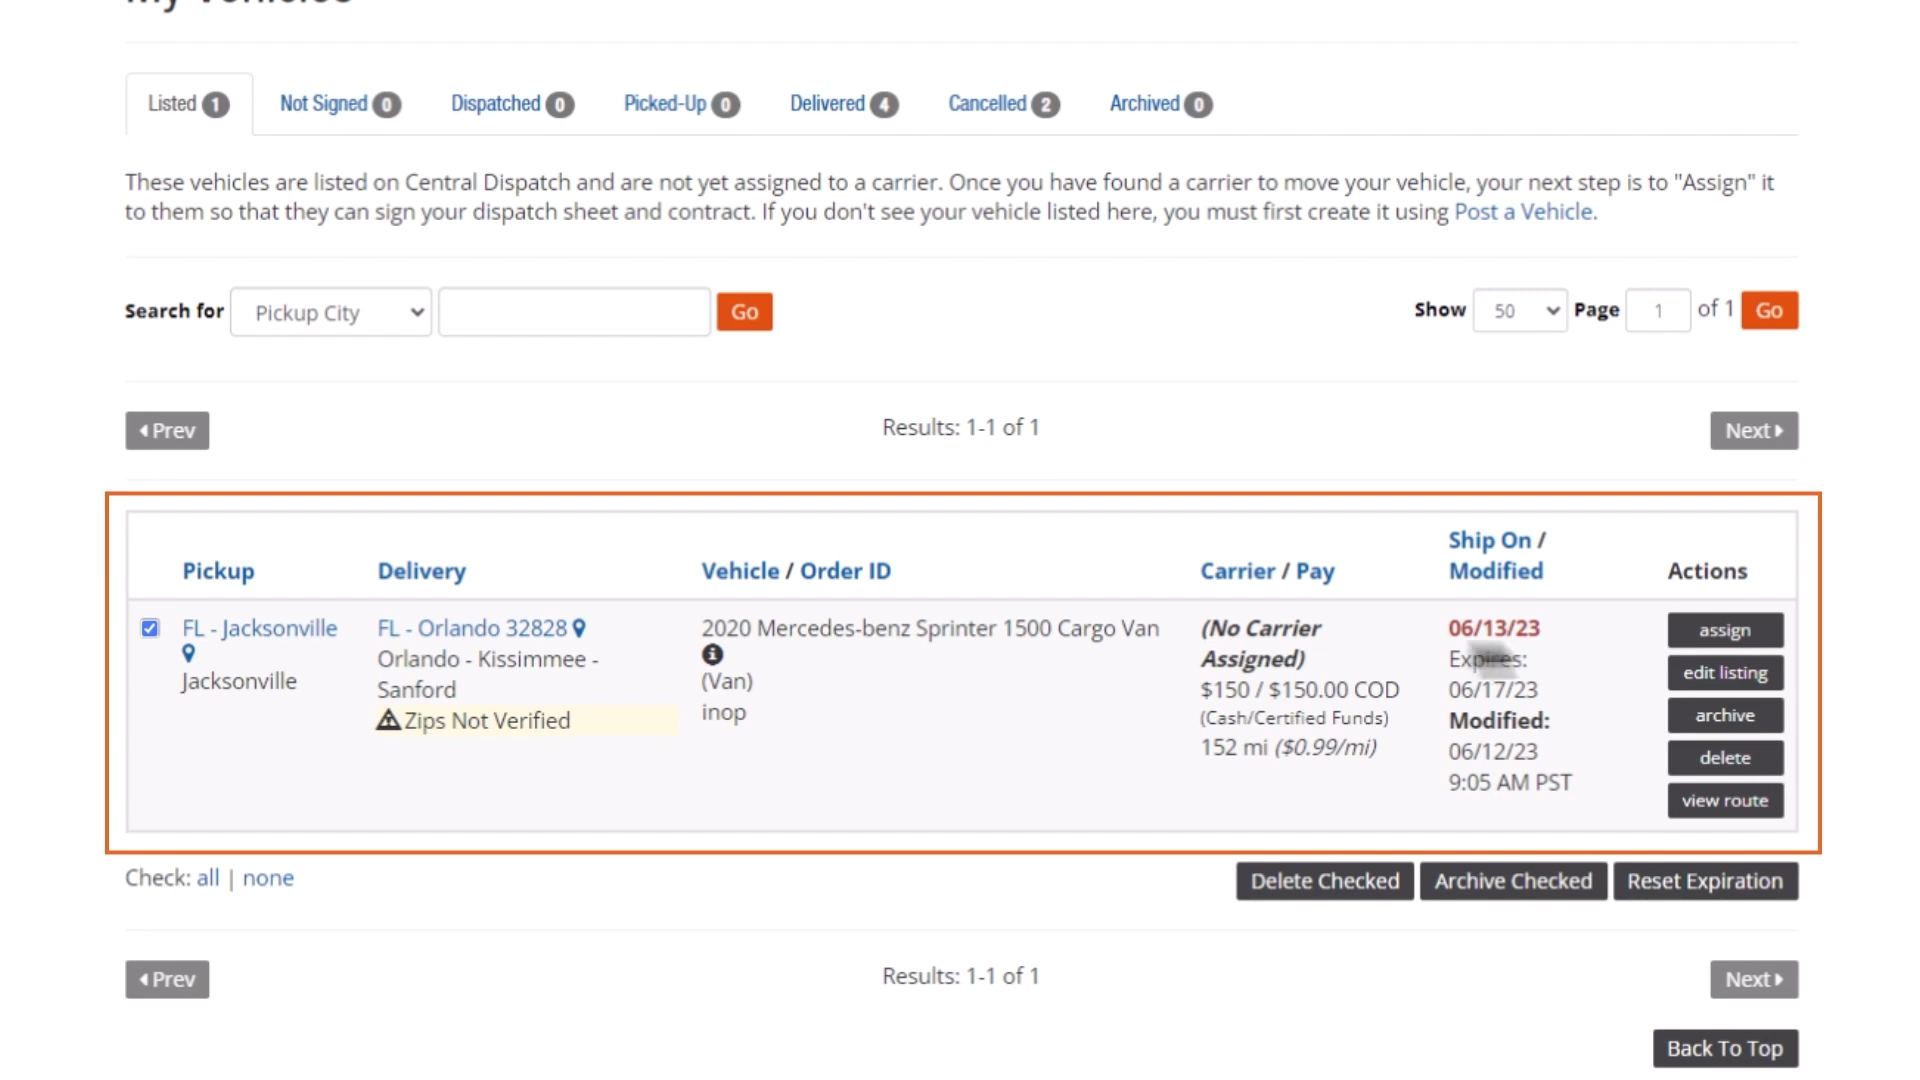 My Vehicles
Listed 1 Not Signed 0 Dispatched 0 Picked-Up 0 Delivered 4 Cancelled 2 Archived 0
These vehicles are listed on Central Dispatch and are not yet assigned to a carrier. Once you have found a carrier to move your vehicle, your next step is to "Assign" it
to them so that they can sign your dispatch sheet and contract. If you don't see your vehicle listed here, you must first create it using Post a Vehicle.
Search for Pickup City Go Show 50 Page 1 of 1 Go
Prev Results: 1-1 of 1 Next
Pickup Delivery Vehicle / Order ID Carrier / Pay Ship On / Modified Actions
FL - Jacksonville
Jacksonville
FL - Orlando 32828
Orlando - Kissimmee -
Sanford
Zips Not Verified
2020 Mercedes-benz Sprinter 1500 Cargo Van
(Van)
inop
(No Carrier
Assigned)
$150 / $150.00 COD
(Cash/Certified Funds)
152 mi ($0.99/mi)
06/13/23
Expires:
06/17/23
Modified:
06/12/23
9:05 AM PST
assign
edit listing
archive
delete
view route
Check: all | none Delete Checked Archive Checked Reset Expiration
Prev Results: 1-1 of 1 Next
Back To Top